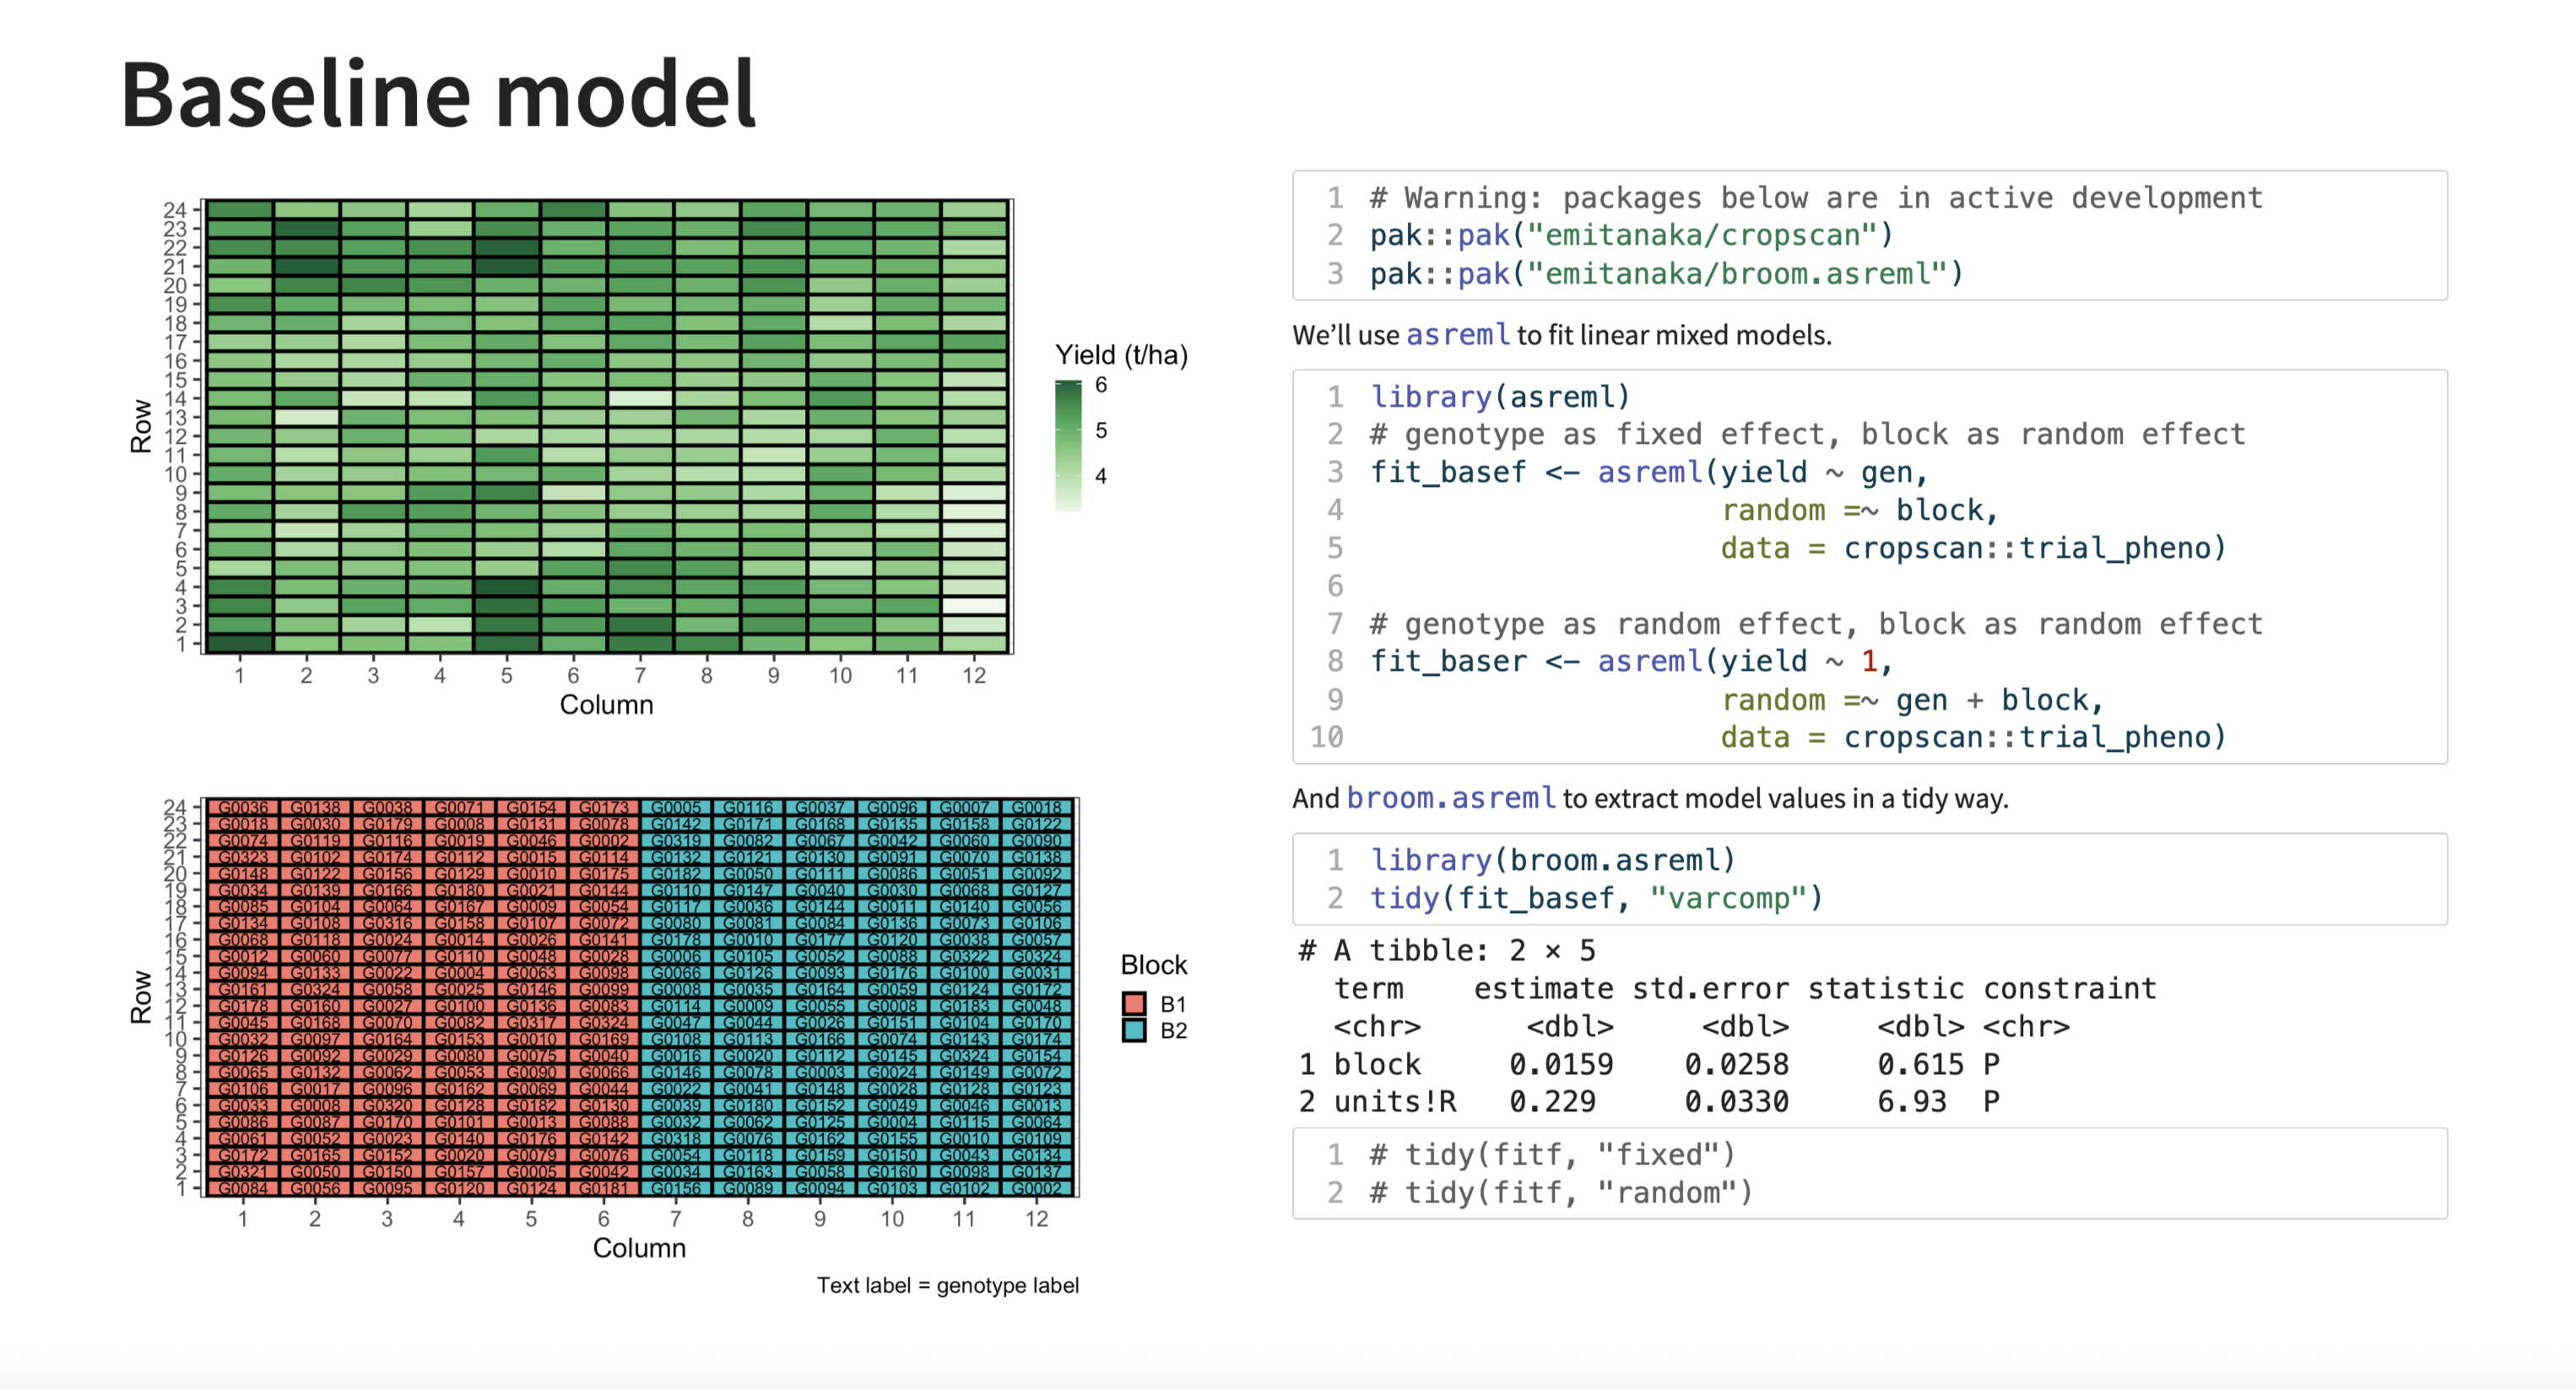 Baseline model
24
23
22
21
20
19
18
17
16
15
14
13
12
11
10
9
8
7
6
5
4
3
2
1
Row
1 2 3 4 5 6 7 8 9 10 11 12
Column
Yield (t/ha)
6
5
4
24 G0036 G0138 G0038 G0071 G0154 G0173 G0005 G0116 G0037 G0096 G0007 G0018
23 G0018 G0030 G0179 G0008 G0131 G0078 G0142 G0171 G0168 G0135 G0158 G0122
22 G0074 G0119 G0116 G0019 G0046 G0002 G0319 G0082 G0067 G0042 G0060 G0090
21 G0323 G0102 G0174 G0112 G0015 G0114 G0132 G0121 G0130 G0091 G0070 G0138
20 G0148 G0122 G0156 G0129 G0010 G0175 G0182 G0050 G0111 G0086 G0051 G0092
19 G0034 G0139 G0166 G0180 G0021 G0144 G0110 G0147 G0040 G0030 G0068 G0127
18 G0085 G0104 G0064 G0167 G0009 G0054 G0117 G0036 G0144 G0011 G0140 G0056
17 G0134 G0108 G0316 G0158 G0107 G0072 G0080 G0081 G0084 G0136 G0073 G0106
16 G0068 G0118 G0024 G0014 G0026 G0141 G0178 G0010 G0177 G0120 G0038 G0057
15 G0012 G0060 G0077 G0110 G0048 G0028 G0006 G0105 G0052 G0088 G0322 G0324
14 G0094 G0133 G0022 G0004 G0063 G0098 G0066 G0126 G0093 G0176 G0100 G0031
13 G0161 G0324 G0058 G0025 G0146 G0099 G0008 G0035 G0164 G0059 G0124 G0172
12 G0178 G0160 G0027 G0100 G0136 G0083 G0114 G0009 G0055 G0008 G0183 G0048
11 G0045 G0168 G0070 G0082 G0317 G0324 G0047 G0044 G0026 G0151 G0104 G0170
10 G0032 G0097 G0164 G0153 G0010 G0169 G0108 G0113 G0166 G0074 G0143 G0174
9 G0126 G0092 G0029 G0080 G0075 G0040 G0016 G0020 G0112 G0145 G0324 G0154
8 G0065 G0132 G0062 G0053 G0090 G0066 G0146 G0078 G0003 G0024 G0149 G0072
7 G0106 G0017 G0096 G0162 G0069 G0044 G0022 G0041 G0148 G0028 G0128 G0123
6 G0033 G0008 G0320 G0128 G0182 G0130 G0039 G0180 G0152 G0049 G0046 G0013
5 G0086 G0087 G0170 G0101 G0013 G0088 G0032 G0062 G0125 G0004 G0115 G0064
4 G0061 G0052 G0023 G0140 G0176 G0142 G0318 G0076 G0162 G0155 G0010 G0109
3 G0172 G0165 G0152 G0020 G0079 G0076 G0054 G0118 G0159 G0150 G0043 G0134
2 G0321 G0050 G0150 G0157 G0005 G0042 G0034 G0163 G0058 G0160 G0098 G0137
1 G0084 G0056 G0095 G0120 G0124 G0181 G0156 G0089 G0094 G0103 G0102 G0002
Row
1 2 3 4 5 6 7 8 9 10 11 12
Column
Block
B1
B2
Text label = genotype label
1 # Warning: packages below are in active development
2 pak::pak("emitanaka/cropscan")
3 pak::pak("emitanaka/broom.asreml")
We'll use asreml to fit linear mixed models.
1 library(asreml)
2 # genotype as fixed effect, block as random effect
3 fit_basef <- asreml(yield ~ gen,
4 random =~ block,
5 data = cropscan::trial_pheno)
6
7 # genotype as random effect, block as random effect
8 fit_baser <- asreml(yield ~ 1,
9 random =~ gen + block,
10 data = cropscan::trial_pheno)
And broom.asreml to extract model values in a tidy way.
1 library(broom.asreml)
2 tidy(fit_basef, "varcomp")
# A tibble: 2 × 5
term estimate std.error statistic constraint
<chr> <dbl> <dbl> <dbl> <chr>
1 block 0.0159 0.0258 0.615 P
2 units!R 0.229 0.0330 6.93 P
1 # tidy(fitf, "fixed")
2 # tidy(fitf, "random")